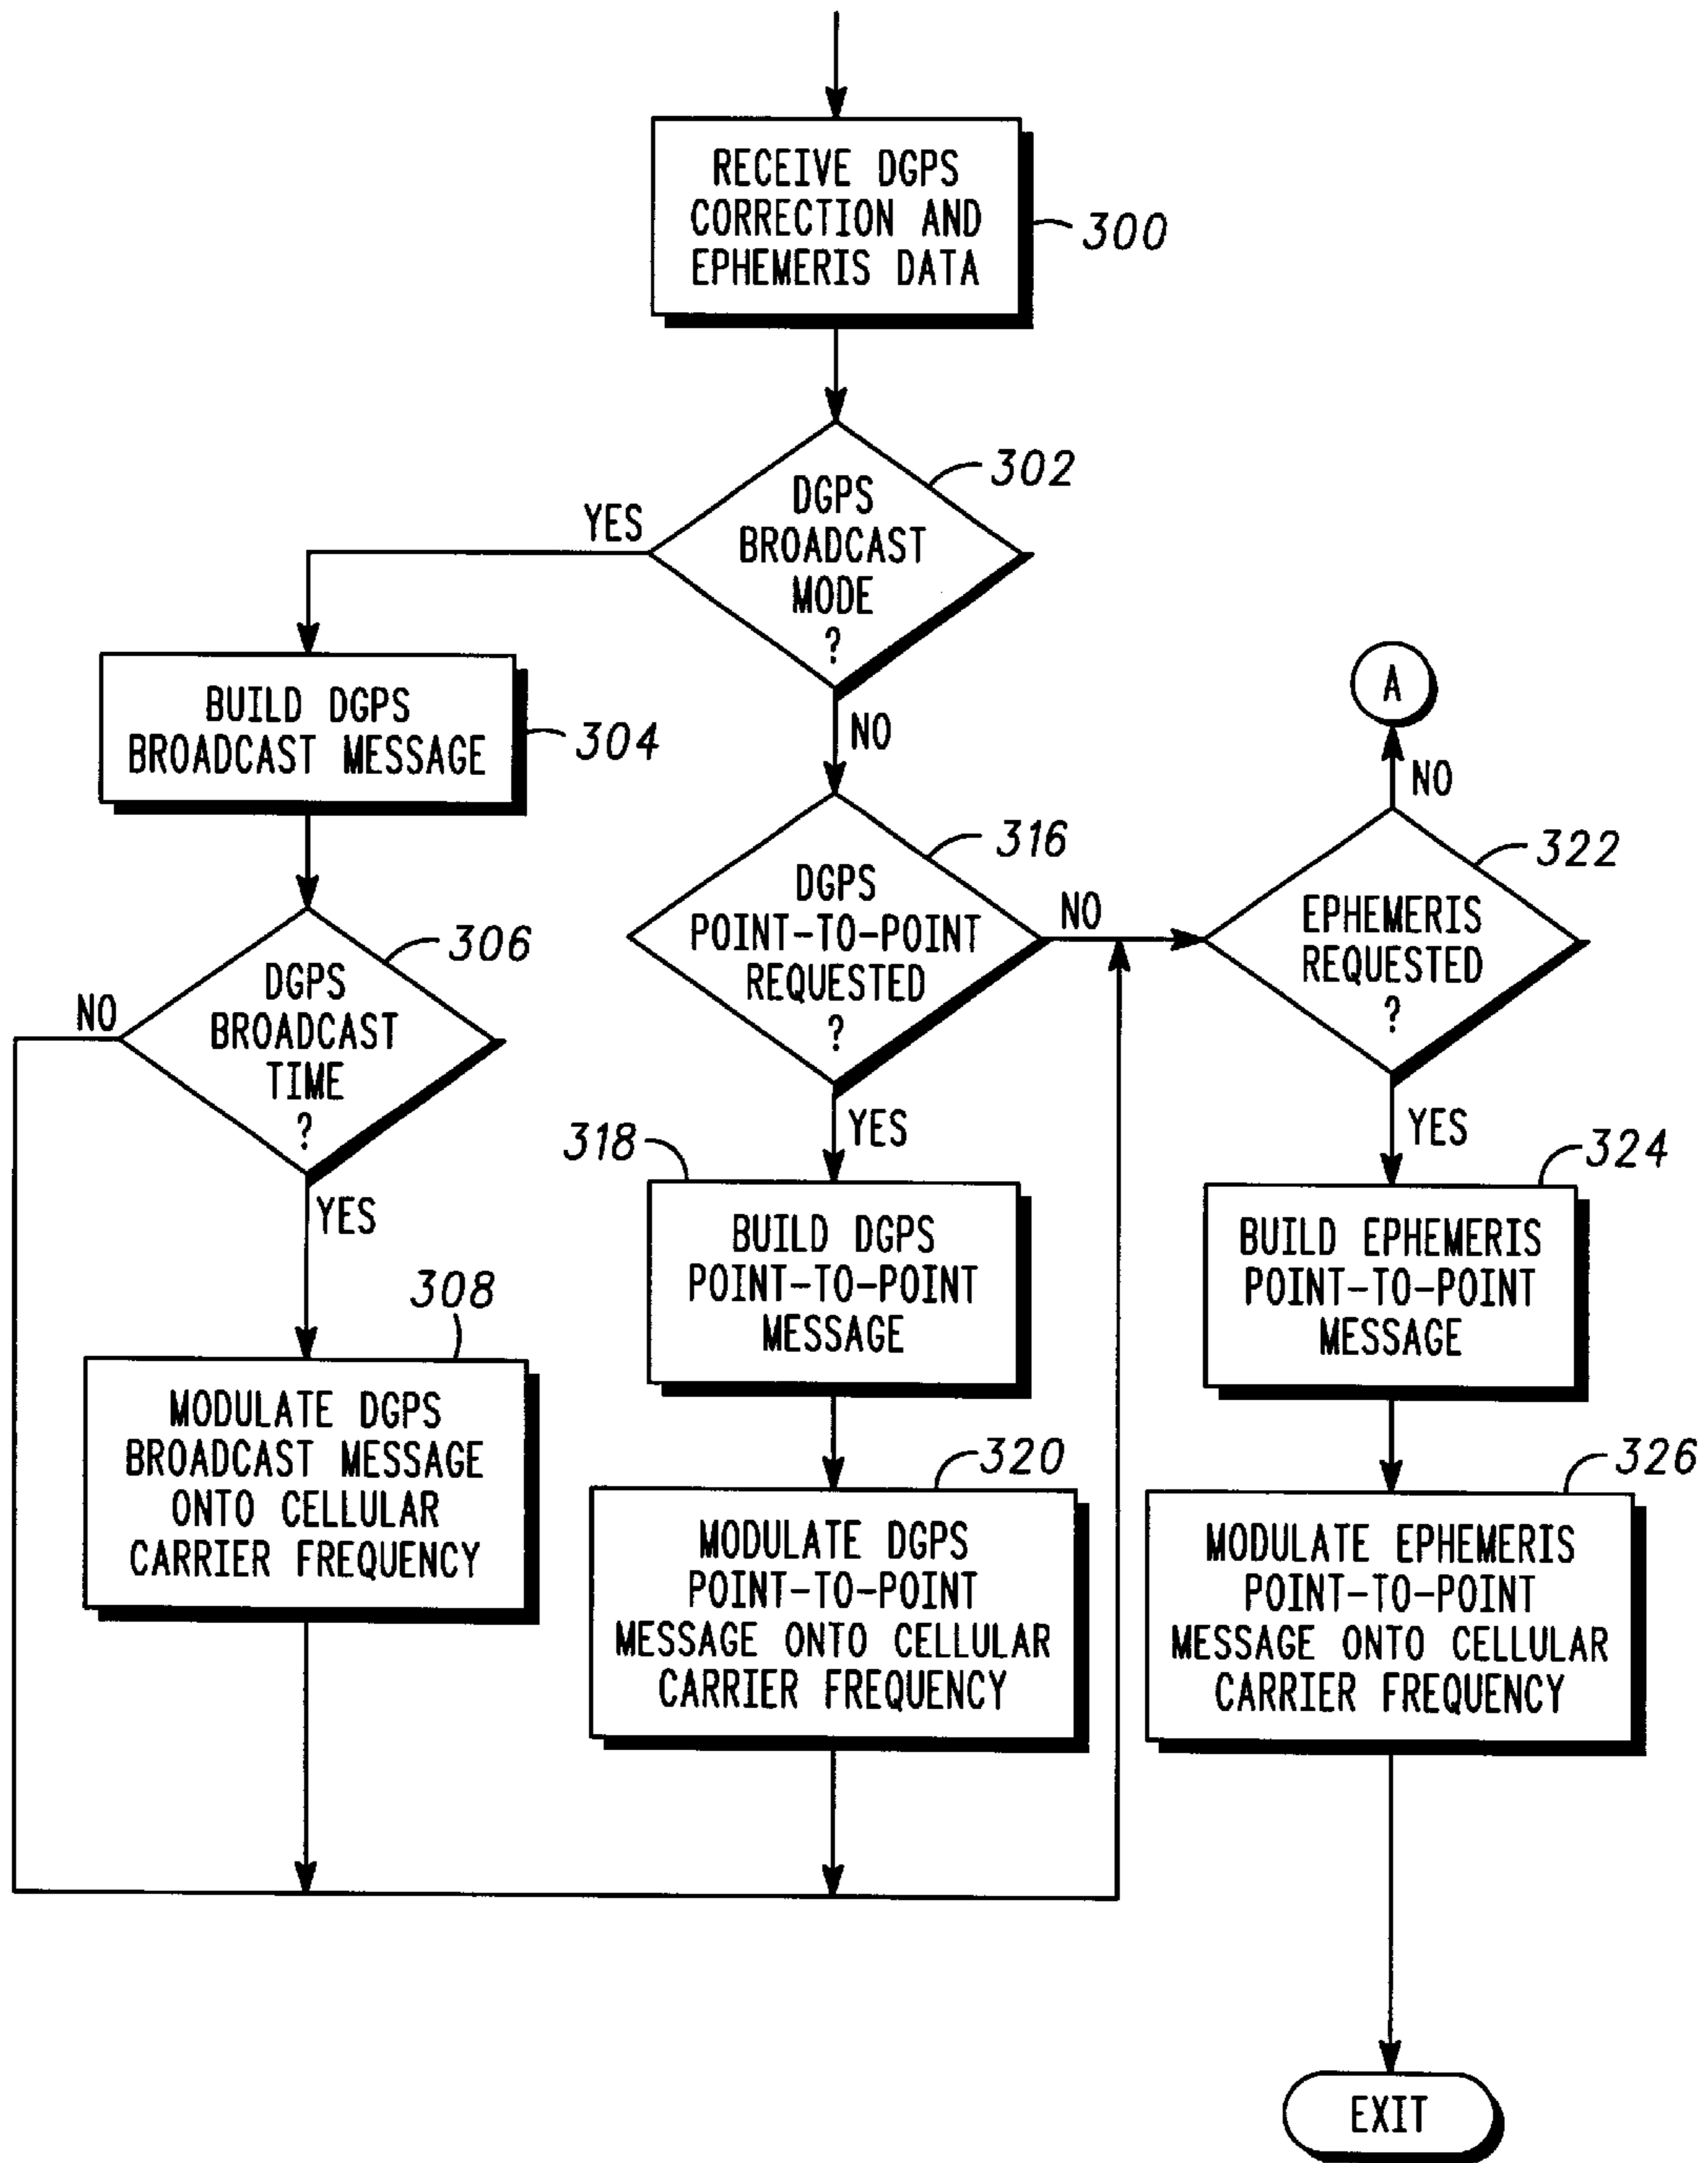 RECEIVE DGPS
CORRECTION AND
EPHEMERIS DATA
300
DGPS
BROADCAST
MODE
?
302
YES
NO
BUILD DGPS
BROADCAST MESSAGE
304
DGPS
BROADCAST
TIME
?
306
NO
YES
308
MODULATE DGPS
BROADCAST MESSAGE
ONTO CELLULAR
CARRIER FREQUENCY
DGPS
POINT-TO-POINT
REQUESTED
?
316
NO
YES
318
BUILD DGPS
POINT-TO-POINT
MESSAGE
320
MODULATE DGPS
POINT-TO-POINT
MESSAGE ONTO CELLULAR
CARRIER FREQUENCY
A
NO
322
EPHEMERIS
REQUESTED
?
YES
324
BUILD EPHEMERIS
POINT-TO-POINT
MESSAGE
326
MODULATE EPHEMERIS
POINT-TO-POINT
MESSAGE ONTO CELLULAR
CARRIER FREQUENCY
EXIT